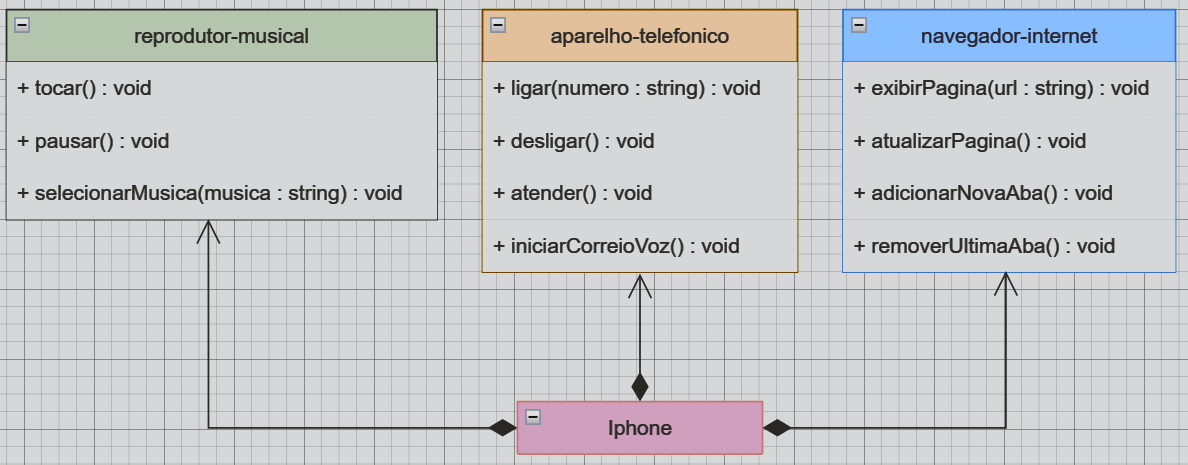 reprodutor-musical
+ tocar() : void
+ pausar() : void
+ selecionarMusica(musica : string) : void
aparelho-telefonico
+ ligar(numero : string) : void
+ desligar() : void
+ atender() : void
+ iniciarCorreioVoz() : void
navegador-internet
+ exibirPagina(url : string) : void
+ atualizarPagina() : void
+ adicionarNovaAba() : void
+ removerUltimaAba() : void
Iphone